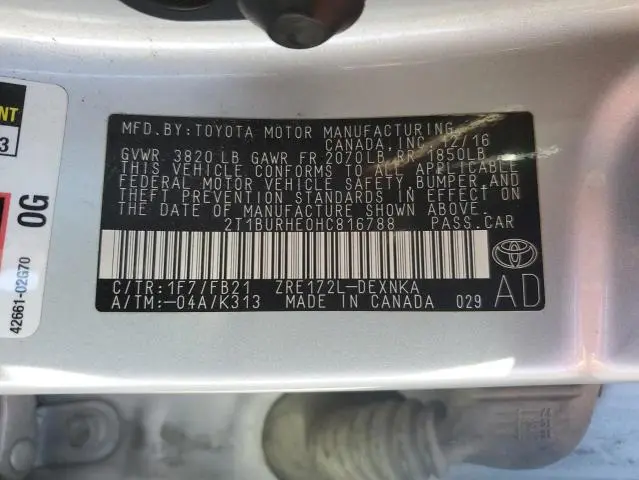 MFD.BY:TOYOTA MOTOR MANUFACTURING
CANADA,INC. 12/16
GVWR 3820 LB GAWR FR 2070LB RR 1850LB
THIS VEHICLE CONFORMS TO ALL APPLICABLE
FEDERAL MOTOR VEHICLE SAFETY, BUMPER, AND
THEFT PREVENTION STANDARDS IN EFFECT ON
THE DATE OF MANUFACTURE SHOWN ABOVE.
2T1BURHE0HC816788 PASS.CAR
C/TR:1F7/FB21 ZRE172L-DEXNKA
A/TM:-04A/K313 MADE IN CANADA 029
AD
NT
3
0G
42661-02G70